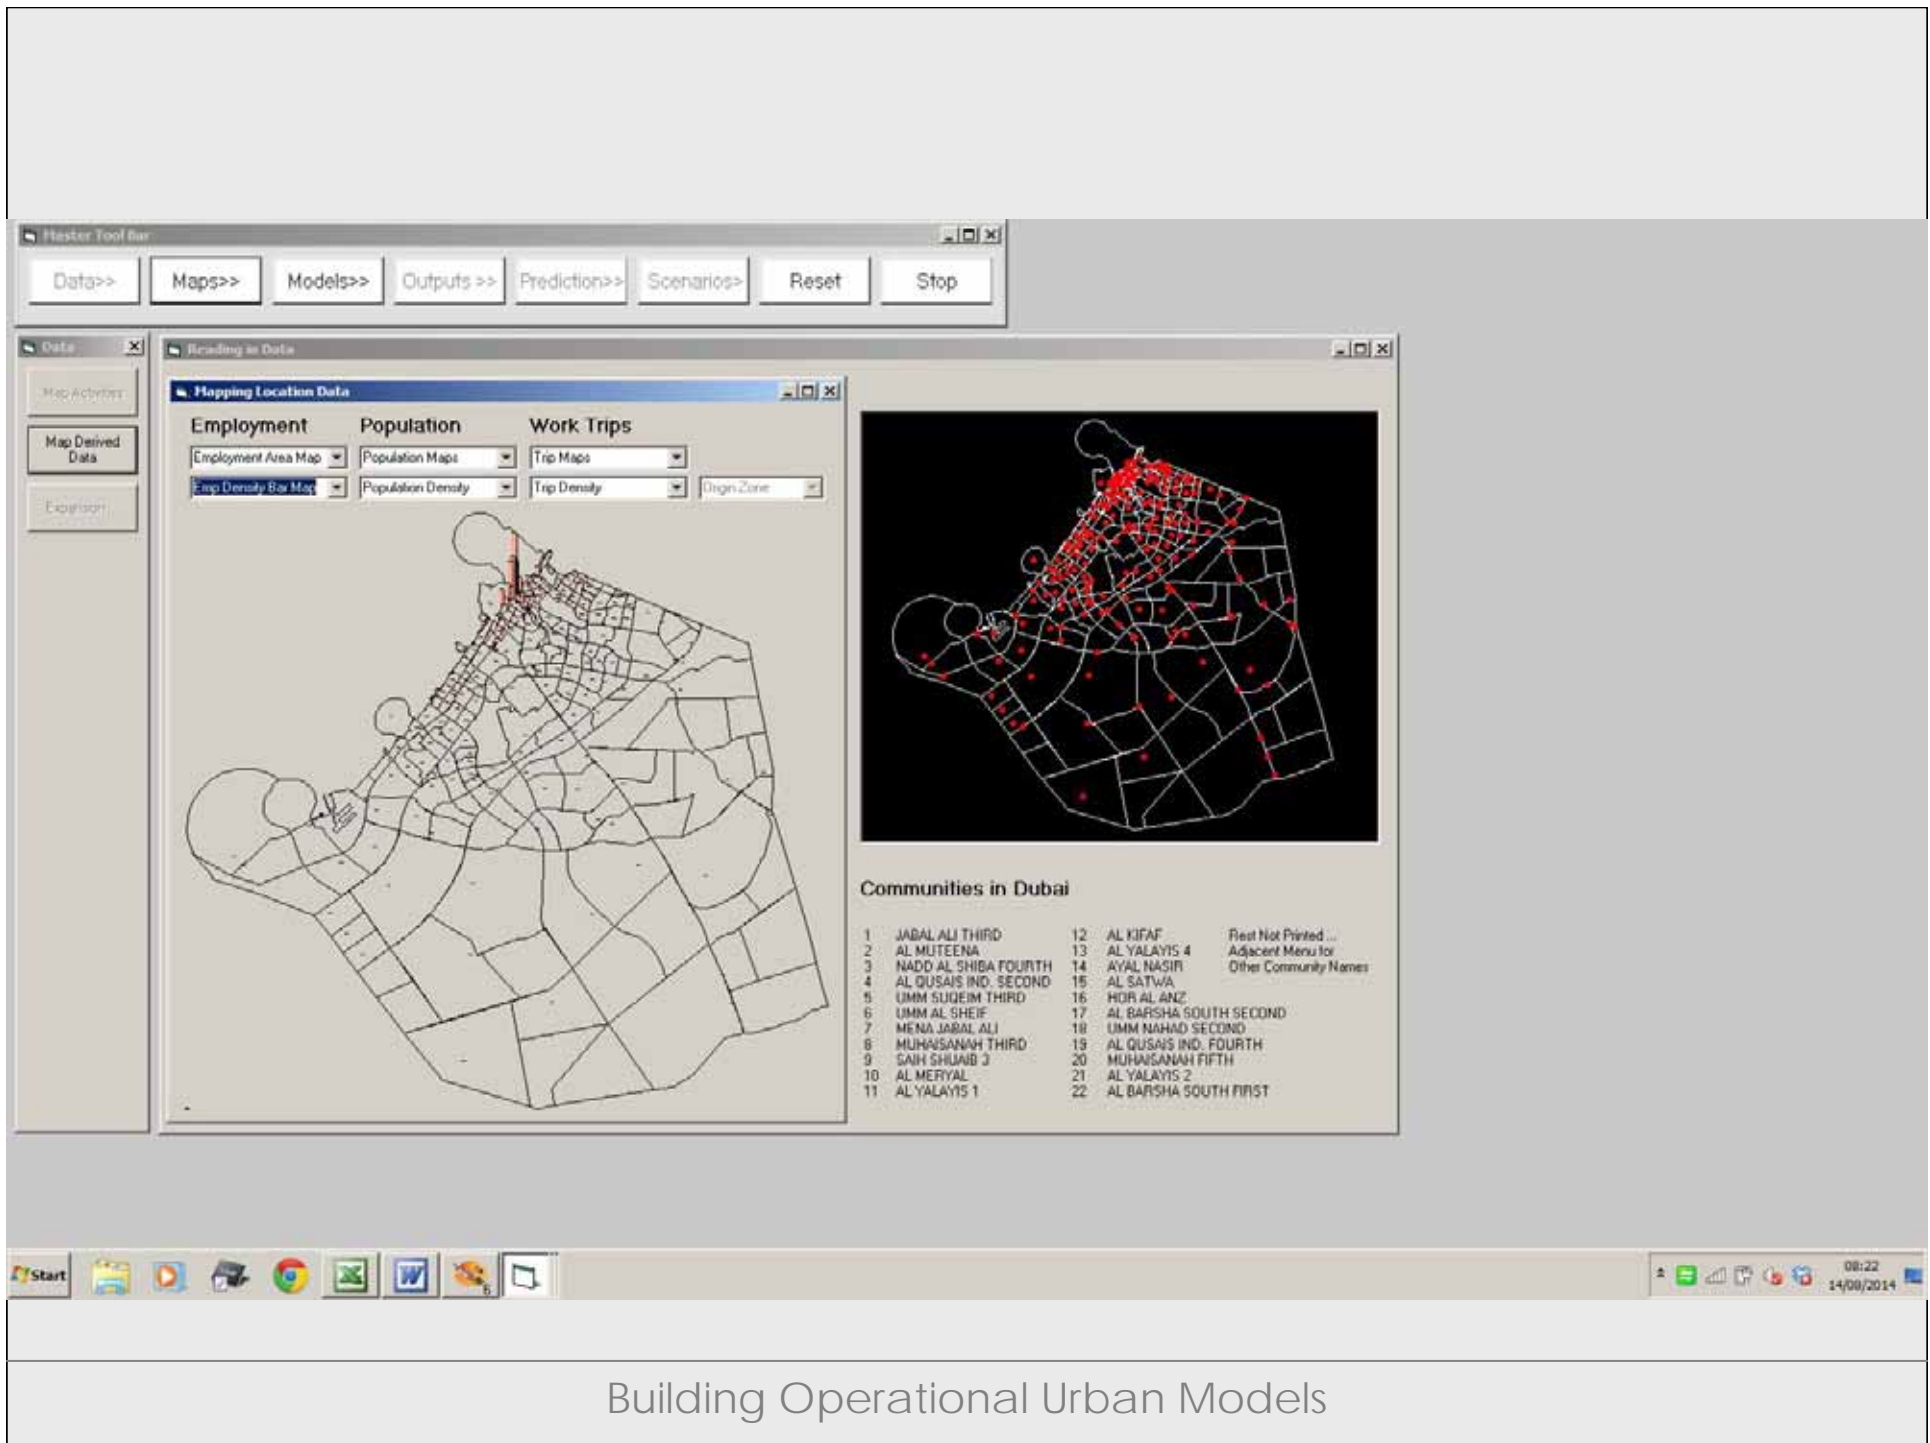 Master Tool Bar
Data>> Maps>> Models>> Outputs >> Prediction>> Scenarios> Reset Stop
Data
Map Activities
Map Derived
Data
Reading in Data
Mapping Location Data
Employment Population Work Trips
Employment Area Map Population Maps Trip Maps
Emp Density Bar Map Population Density Trip Density Origin Zone
Communities in Dubai
1 JABAL ALI THIRD
2 AL MUTEENA
3 NADD AL SHIBA FOURTH
4 AL QUSAIS IND. SECOND
5 UMM SUQEIM THIRD
6 UMM AL SHEIF
7 MENA JABAL ALI
8 MUHAISANAH THIRD
9 SAIH SHUAIB 3
10 AL MERYAL
11 AL YALAYIS 1
12 AL KIFAF
13 AL YALAYIS 4
14 AYAL NASIR
15 AL SATWA
16 HOR AL ANZ
17 AL BARSHA SOUTH SECOND
18 UMM NAHAD SECOND
19 AL QUSAIS IND. FOURTH
20 MUHAISANAH FIFTH
21 AL YALAYIS 2
22 AL BARSHA SOUTH FIRST
Rest Not Printed ...
Adjacent Menu for
Other Community Names
Start
6
08:22
14/08/2014
Building Operational Urban Models